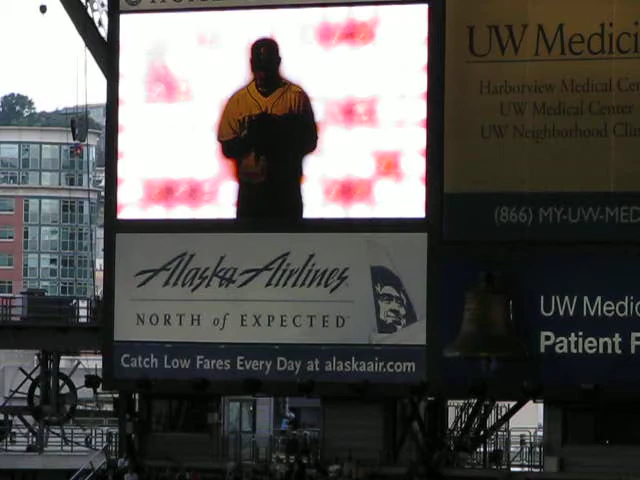 UW Medici
Harborview Medical Cen
UW Medical Center
UW Neighborhood Clin
(866) MY-UW-MED
Alaska Airlines
NORTH of EXPECTED
Catch Low Fares Every Day at alaskaair.com
UW Medic
Patient F